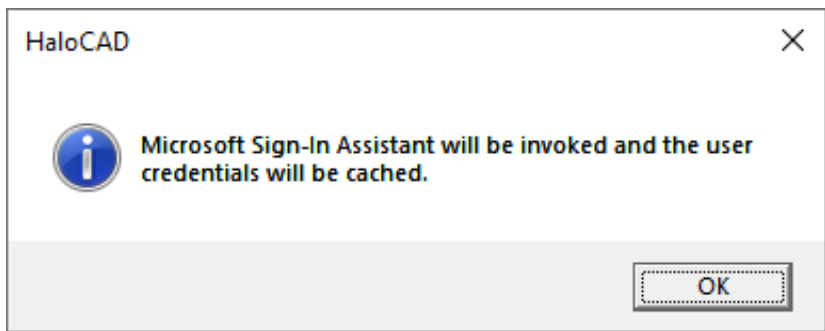 HaloCAD
Microsoft Sign-In Assistant will be invoked and the user
credentials will be cached.
OK